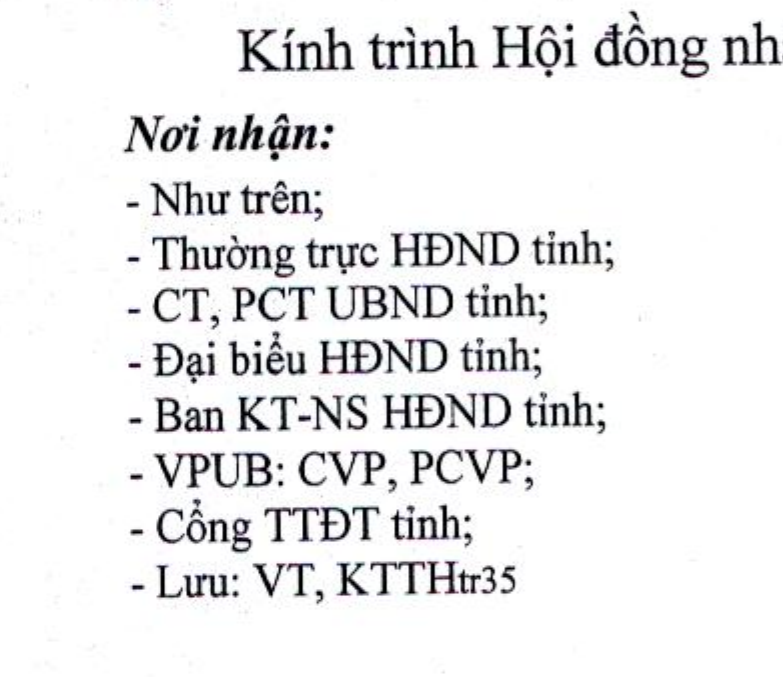 Kính trình Hội đồng nh
Nơi nhận:
- Như trên;
- Thường trực HĐND tỉnh;
- CT, PCT UBND tỉnh;
- Đại biểu HĐND tỉnh;
- Ban KT-NS HĐND tỉnh;
- VPUB: CVP, PCVP;
- Cổng TTĐT tỉnh;
- Lưu: VT, KTTHtr35